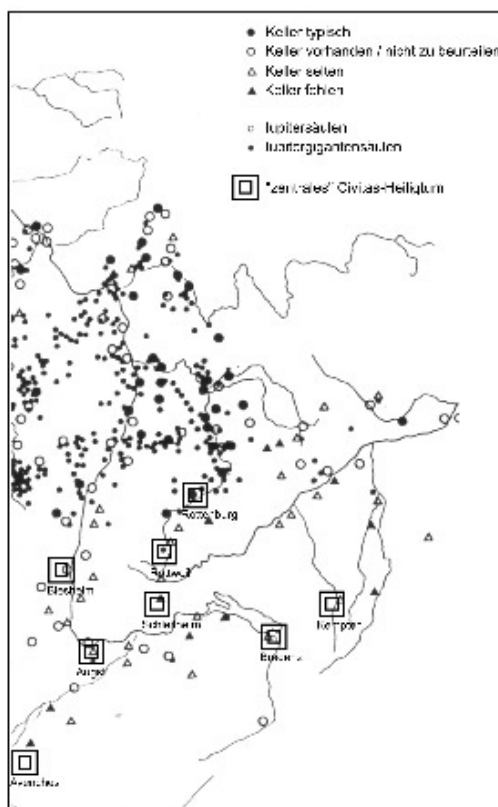 Keller typisch
Keller vorhanden / nicht zu beurteilen
Keller selten
Keller fehlen
Iupitersäulen
Iupitergigantensäulen
"zentrales" Civitas-Heiligtum
Rottenburg
Rottweil
Biesheim
Schleitheim
Kempten
Augst
Bregenz
Avenches